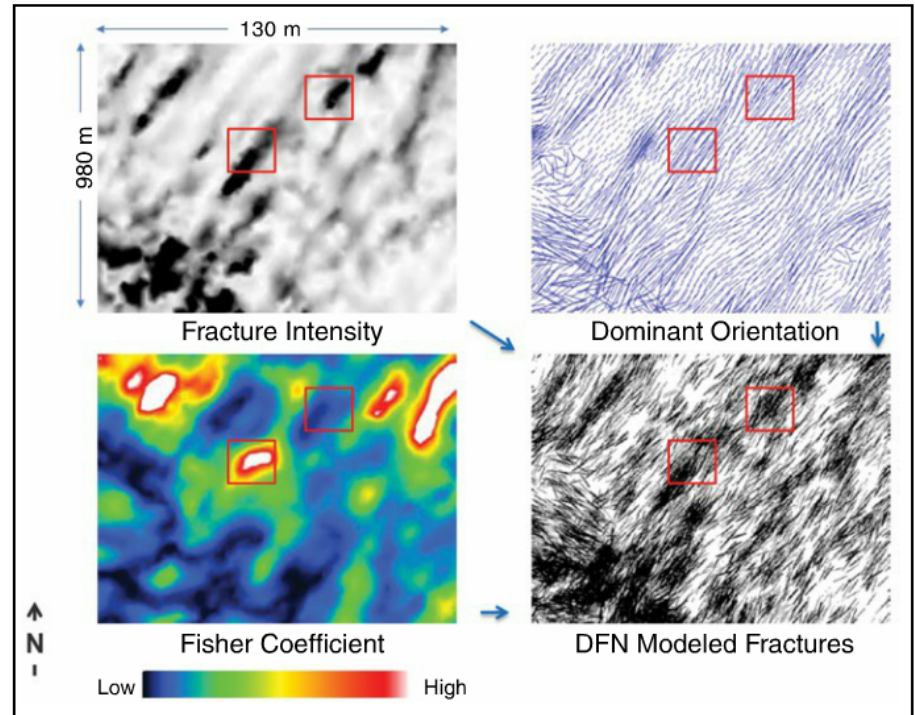 130 m
980 m
Fracture Intensity
Dominant Orientation
Fisher Coefficient
DFN Modeled Fractures
N
Low
High